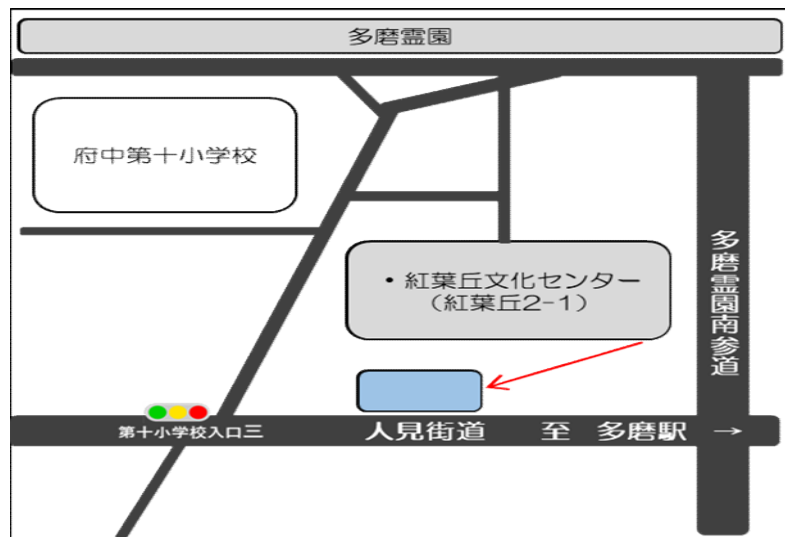 多磨霊園
府中第十小学校
・紅葉丘文化センター
(紅葉丘2-1)
多磨霊園南参道
第十小学校入口三
人見街道　至　多磨駅　→